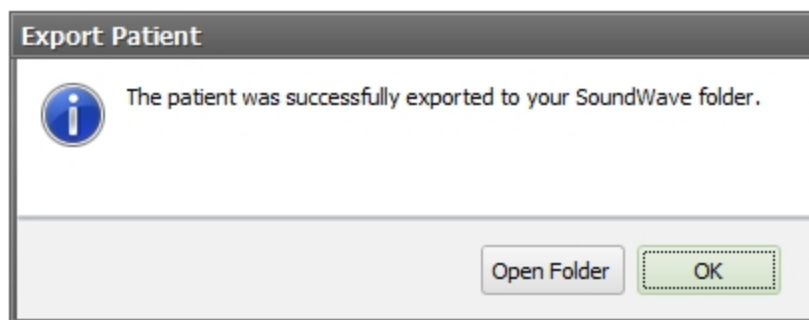 Export Patient
The patient was successfully exported to your SoundWave folder.
Open Folder
OK